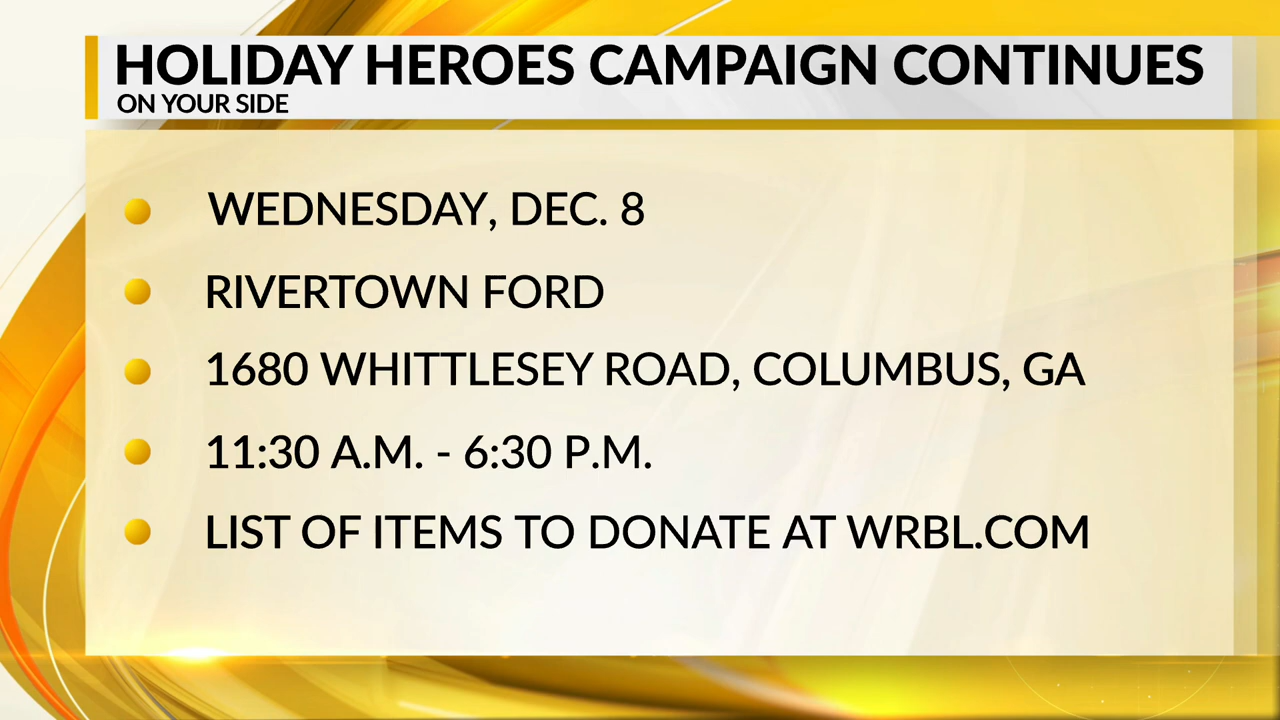 HOLIDAY HEROES CAMPAIGN CONTINUES
ON YOUR SIDE
WEDNESDAY, DEC. 8
RIVERTOWN FORD
1680 WHITTLESEY ROAD, COLUMBUS, GA
11:30 A.M. - 6:30 P.M.
LIST OF ITEMS TO DONATE AT WRBL.COM